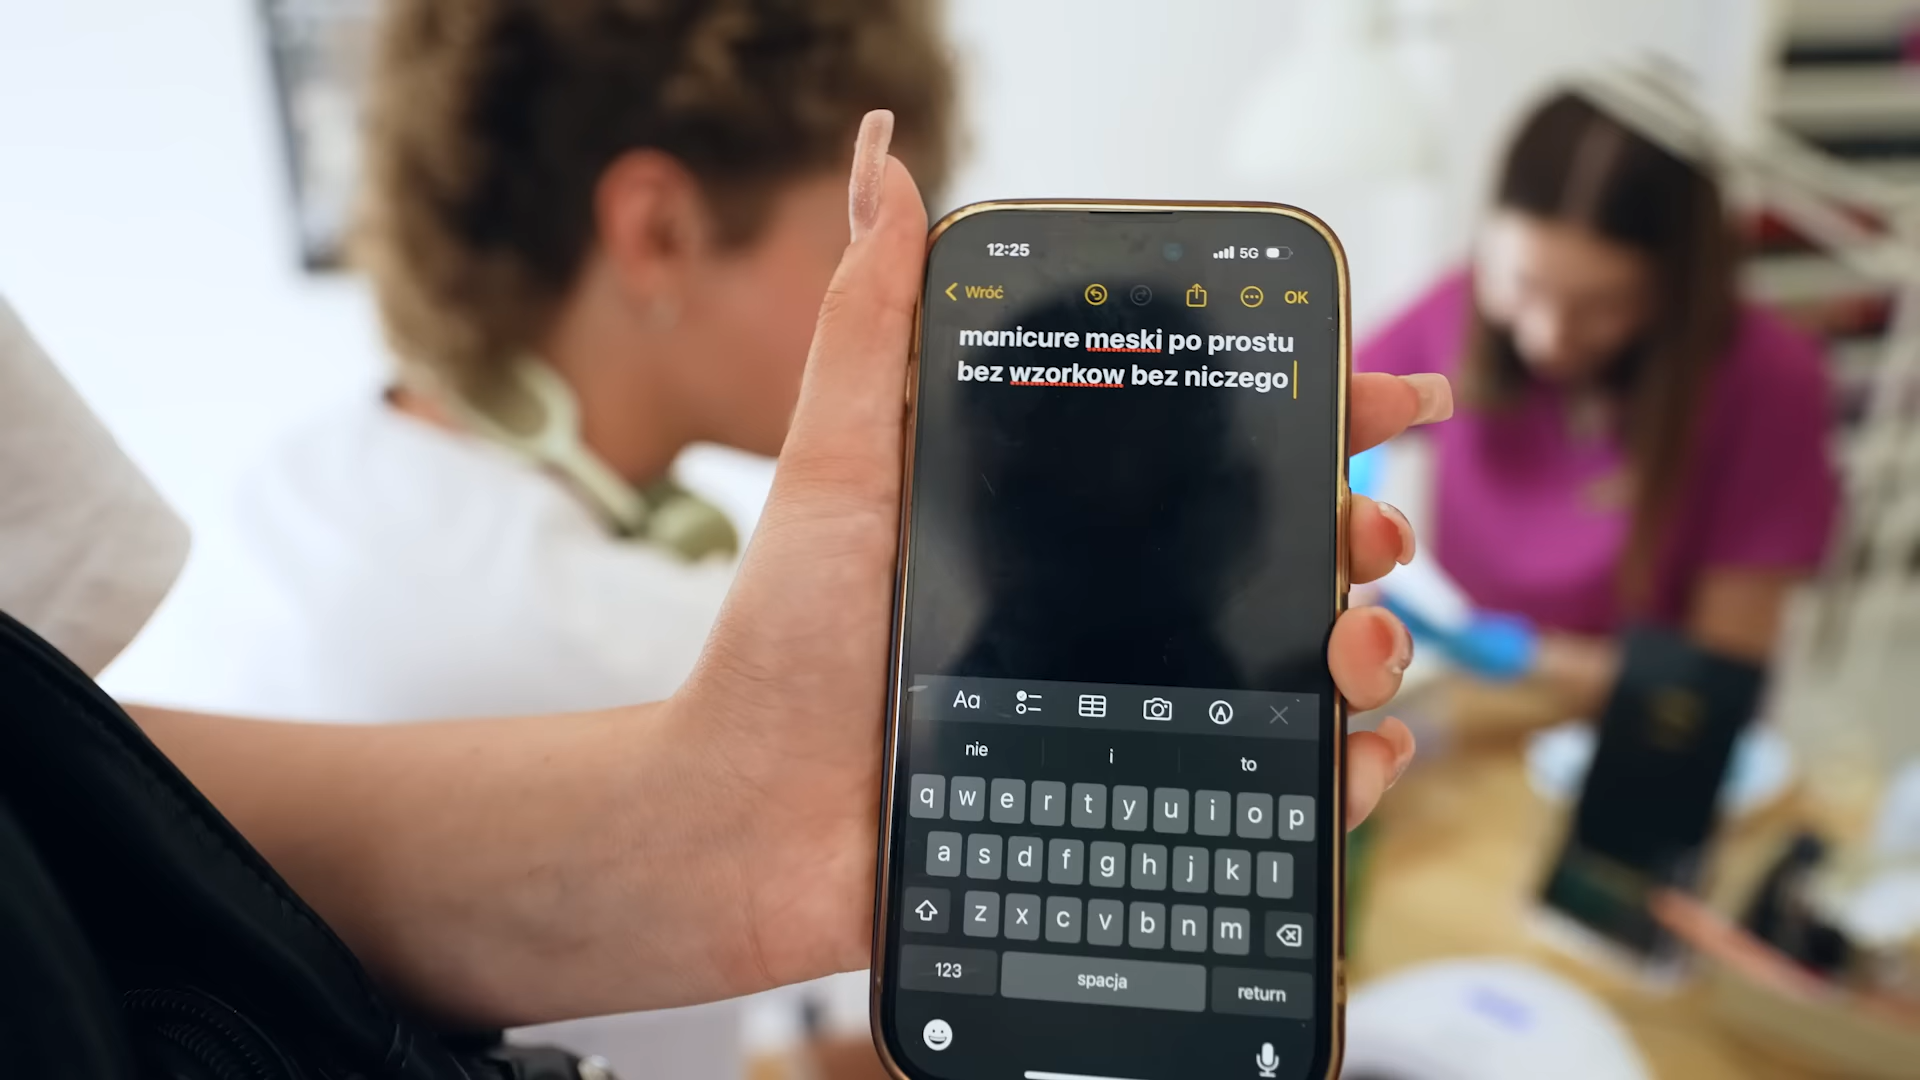 12:25
5G
Wróć
OK
manicure meski po prostu
bez wzorkow bez niczego
Aa
nie i to
q w e r t y u i o p
a s d f g h j k l
z x c v b n m
123 spacja return